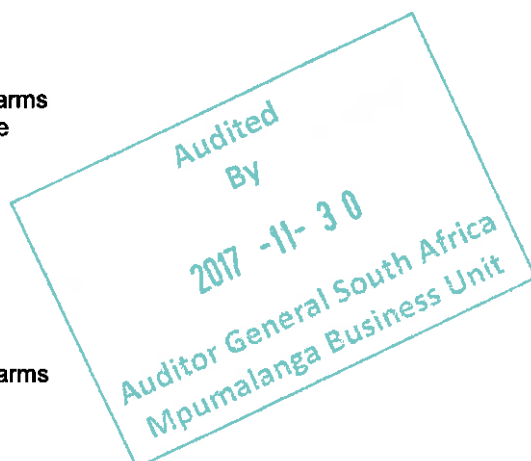 arms
e
Audited
By
2017 -11- 30
Auditor General South Africa
Mpumalanga Business Unit
arms